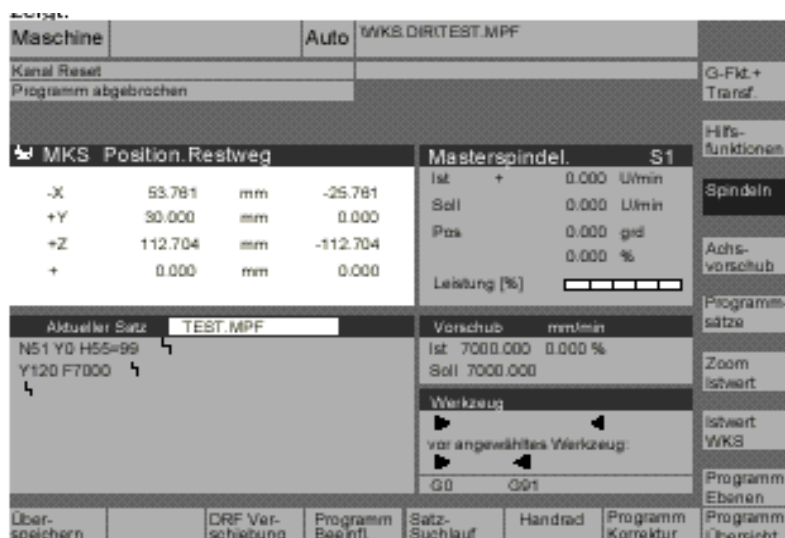 zeigt.
Maschine Auto \WKS.DIR\TEST.MPF
Kanal Reset
Programm abgebrochen
G-Fkt.+
Transf.
Hilfs-
funktionen
MKS Position.Restweg
-X 53.761 mm -25.761
+Y 30.000 mm 0.000
+Z 112.704 mm -112.704
+ 0.000 mm 0.000
Masterspindel. S1
Ist + 0.000 U/min
Soll 0.000 U/min
Pos 0.000 grd
0.000 %
Leistung [%]
Spindeln
Achs-
vorschub
Programm-
sätze
Aktueller Satz TEST.MPF
N51 Y0 H55=99
Y120 F7000
Vorschub mm/min
Ist 7000.000 0.000 %
Soll 7000.000
Zoom
Istwert
Werkzeug
vor angewähltes Werkzeug:
G0 G91
Istwert
WKS
Programm
Ebenen
Über-
speichern
DRF Ver-
schiebung
Programm
Beeinfl.
Satz-
Suchlauf
Handrad
Programm
Korrektur
Programm
Übersicht